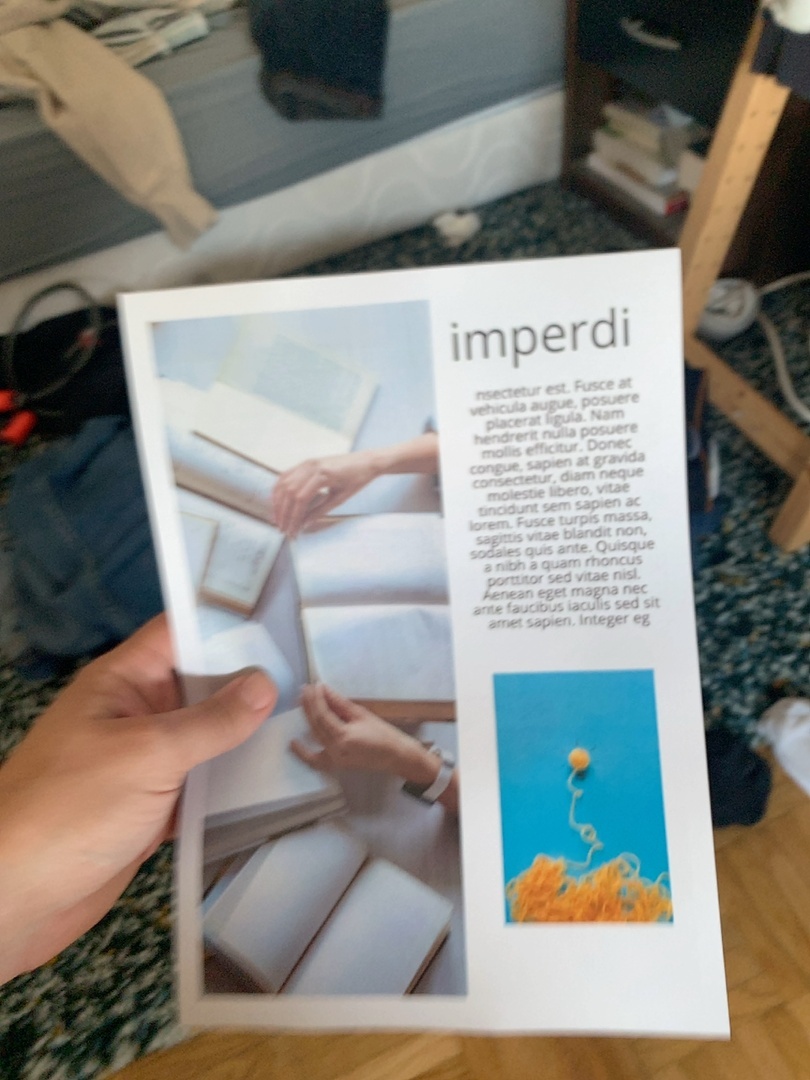 imperdi
nsectetur est. Fusce at
vehicula augue, posuere
placerat ligula. Nam
hendrerit nulla posuere
mollis efficitur. Donec
congue, sapien at gravida
consectetur, diam neque
molestie libero, vitae
tincidunt sem sapien ac
lorem. Fusce turpis massa,
sagittis vitae blandit non,
sodales quis ante. Quisque
a nibh a quam rhoncus
porttitor sed vitae nisl.
Aenean eget magna nec
ante faucibus iaculis sed sit
amet sapien. Integer eg